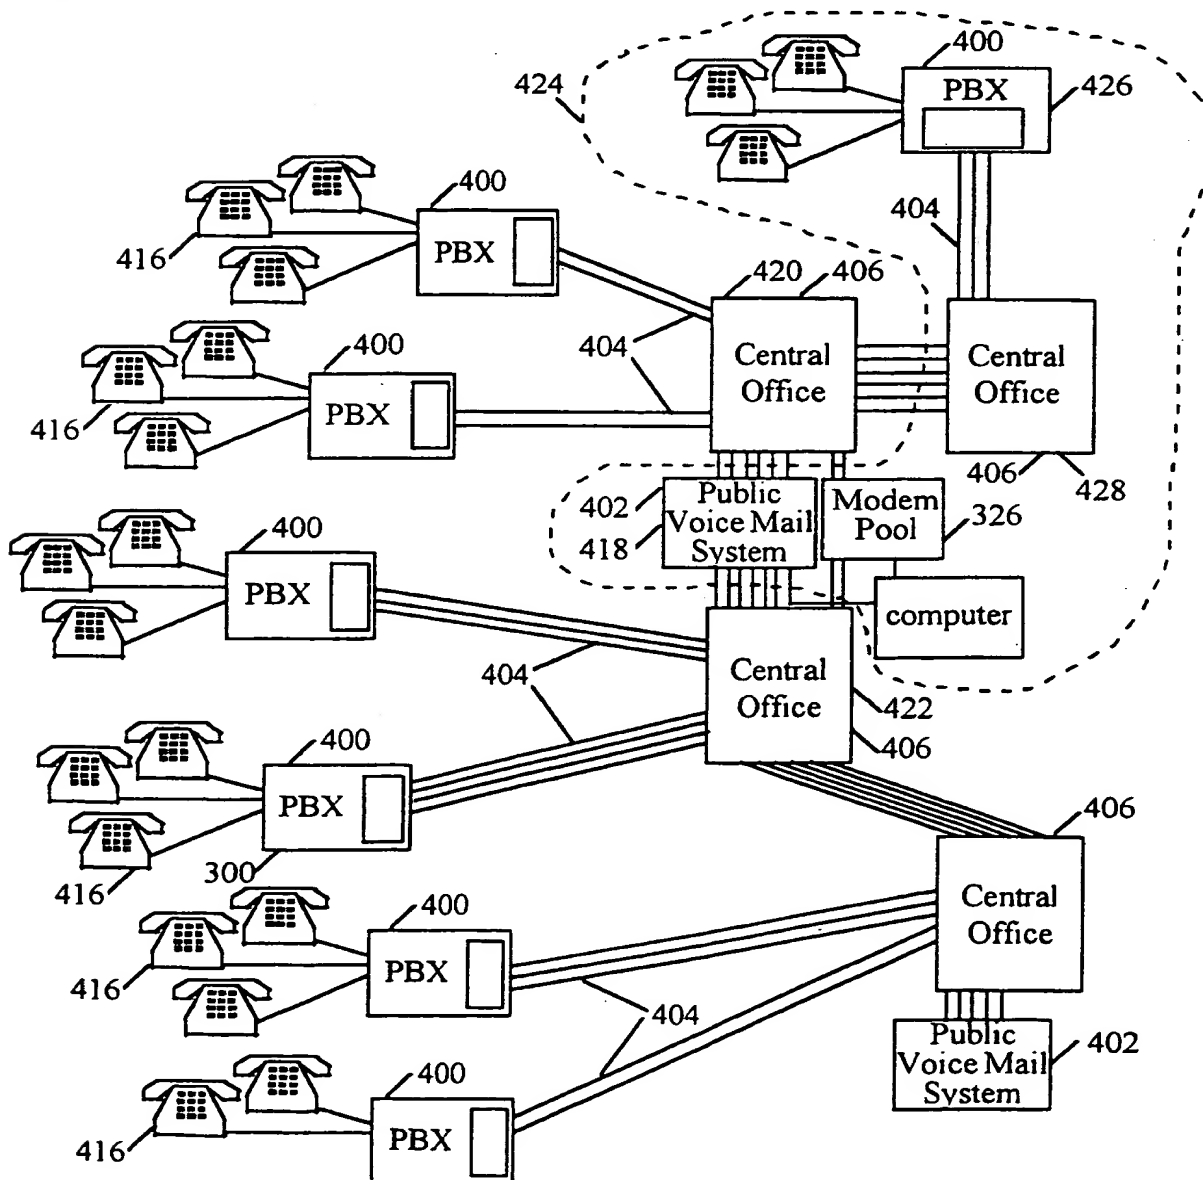 400
PBX
424
426
400
PBX
404
416
420
406
404
400
PBX
Central
Office
Central
Office
416
406
428
402
Public
Voice Mail
System
418
Modem
Pool
326
400
PBX
computer
404
Central
Office
422
406
400
PBX
300
416
406
400
PBX
416
Central
Office
404
Public
Voice Mail
System
402
400
PBX
416